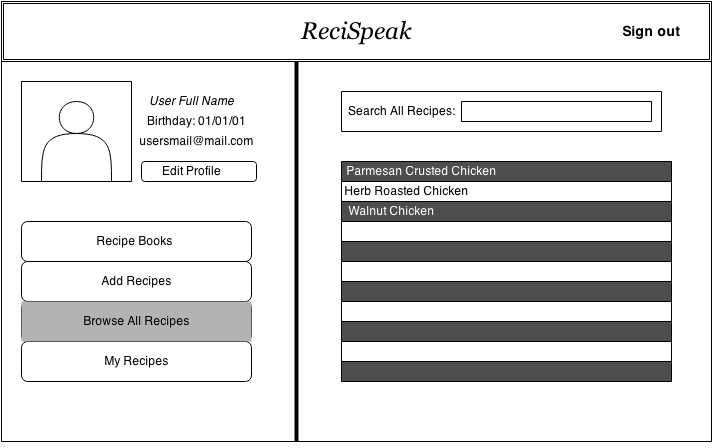 ReciSpeak
Sign out
User Full Name
Birthday: 01/01/01
usersmail@mail.com
Edit Profile
Recipe Books
Add Recipes
Browse All Recipes
My Recipes
Search All Recipes:
Parmesan Crusted Chicken
Herb Roasted Chicken
Walnut Chicken